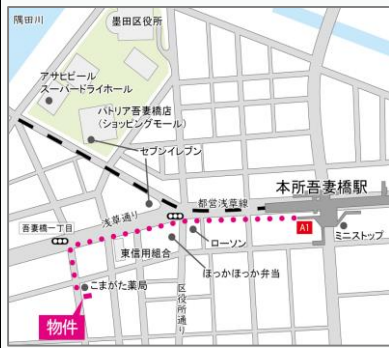 隅田川
墨田区役所
アサヒビール
スーパードライホール
パトリア吾妻橋店
(ショッピングモール)
セブンイレブン
本所吾妻橋駅
都営浅草線
浅草通り
吾妻橋一丁目
A1
ミニストップ
ローソン
東信用組合
ほっかほっか弁当
区役所通り
こまがた薬局
物件